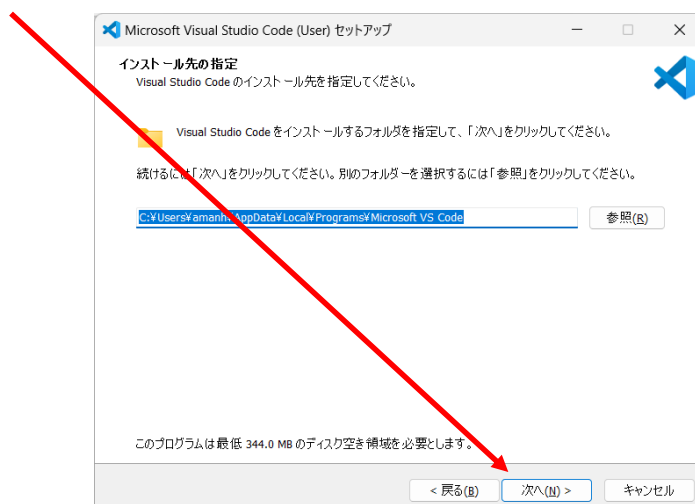 Microsoft Visual Studio Code (User) セットアップ
インストール先の指定
Visual Studio Code のインストール先を指定してください。
Visual Studio Code をインストールするフォルダを指定して、「次へ」をクリックしてください。
続けるには「次へ」をクリックしてください。別のフォルダーを選択するには「参照」をクリックしてください。
C:¥Users¥amanh¥AppData¥Local¥Programs¥Microsoft VS Code
参照(R)
このプログラムは最低 344.0 MB のディスク空き領域を必要とします。
< 戻る(B) 次へ(N) > キャンセル